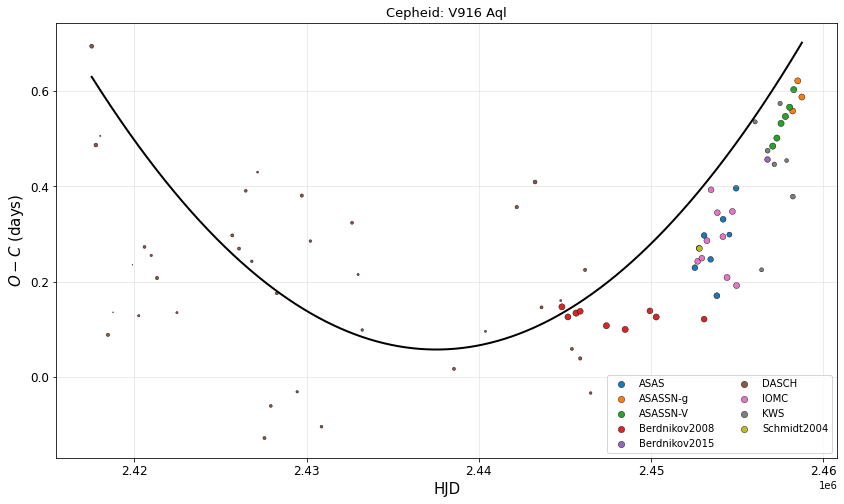 Cepheid: V916 Aql
O − C (days)
0.6
0.4
0.2
0.0
2.42
2.43
2.44
2.45
2.46
1e6
HJD
ASAS
ASASSN-g
ASASSN-V
Berdnikov2008
Berdnikov2015
DASCH
IOMC
KWS
Schmidt2004